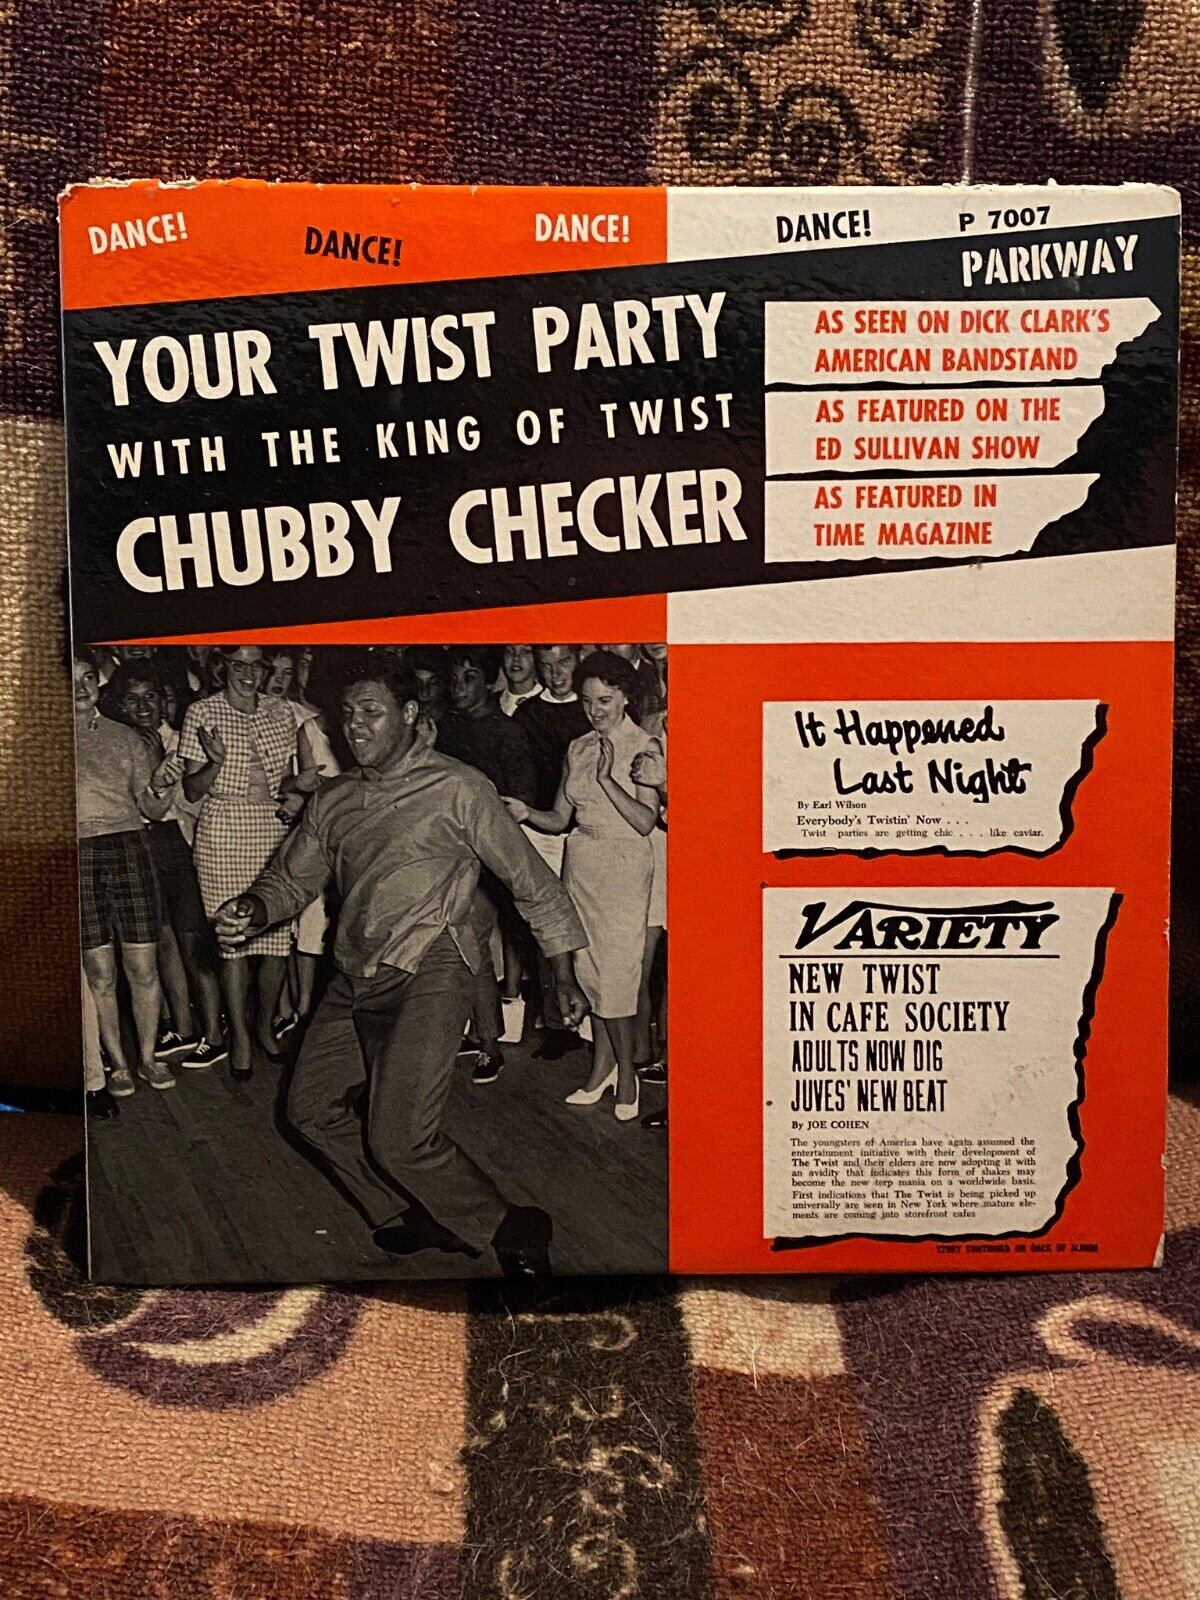 DANCE! DANCE! DANCE! DANCE! P 7007
PARKWAY
YOUR TWIST PARTY
WITH THE KING OF TWIST
CHUBBY CHECKER
AS SEEN ON DICK CLARK'S
AMERICAN BANDSTAND
AS FEATURED ON THE
ED SULLIVAN SHOW
AS FEATURED IN
TIME MAGAZINE
It Happened
Last Night
By Earl Wilson
Everybody's Twistin' Now . . .
Twist parties are getting chic . . . like caviar.
VARIETY
NEW TWIST
IN CAFE SOCIETY
ADULTS NOW DIG
JUVES' NEW BEAT
By JOE COHEN
The youngsters of America have again assumed the
entertainment initiative with their development of
The Twist and their elders are now adopting it with
an avidity that indicates this form of shakes may
become the new terp mania on a worldwide basis.
First indications that The Twist is being picked up
universally are seen in New York where mature ele-
ments are coming into storefront cafes
STORY CONTINUED ON BACK OF ALBUM